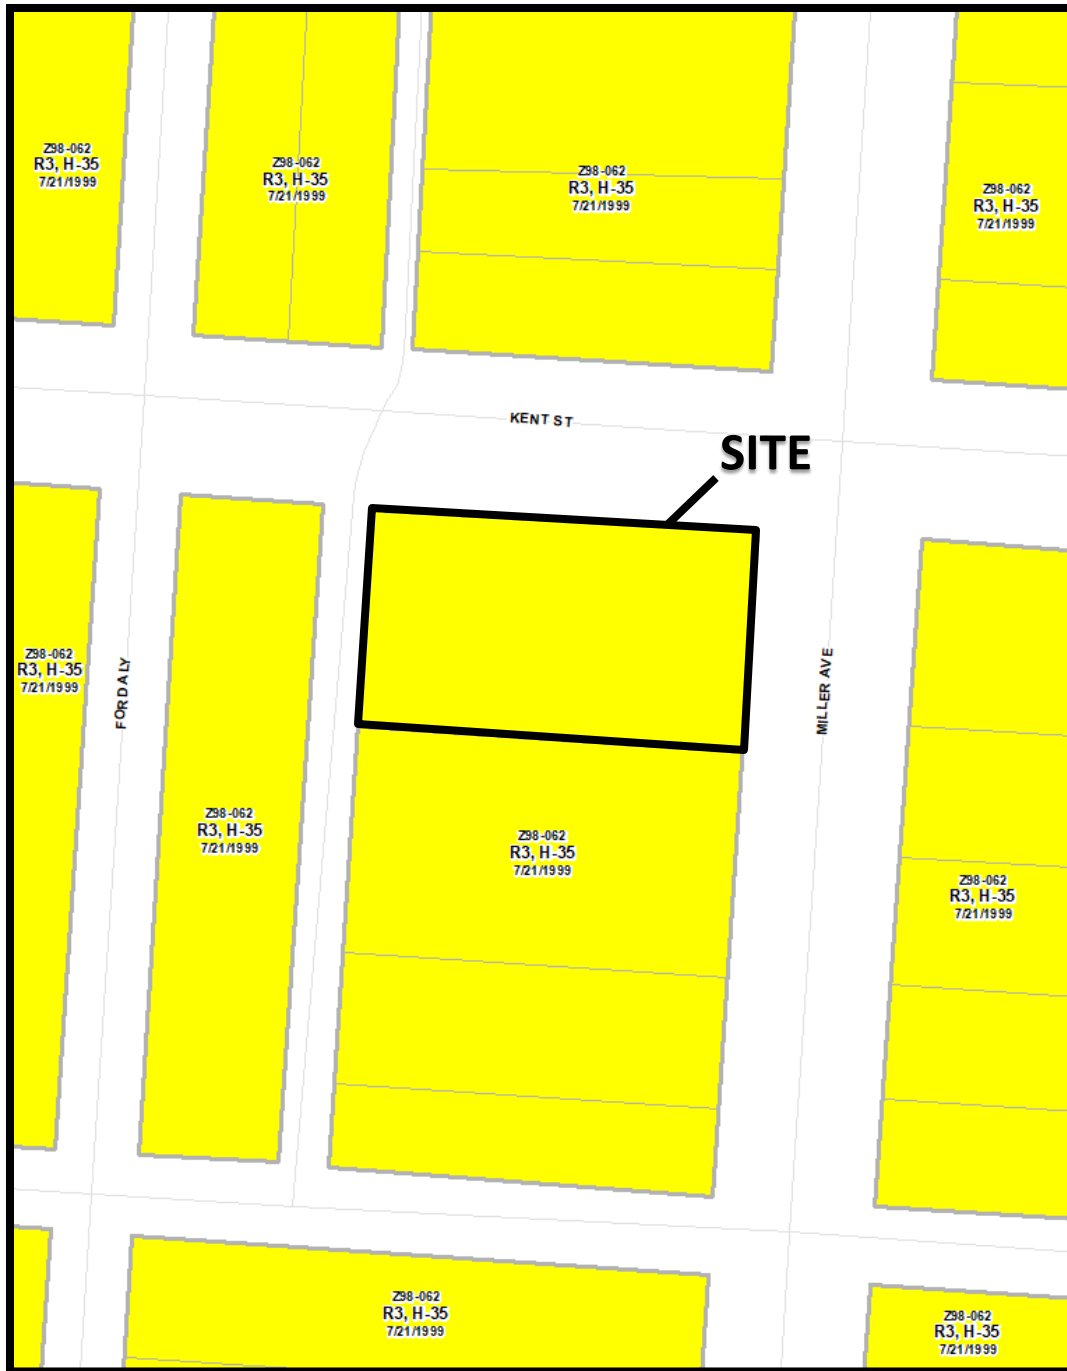 Z98-062
R3, H-35
7/21/1999
Z98-062
R3, H-35
7/21/1999
Z98-062
R3, H-35
7/21/1999
Z98-062
R3, H-35
7/21/1999
KENT ST
SITE
Z98-062
R3, H-35
7/21/1999
FORD ALY
MILLER AVE
Z98-062
R3, H-35
7/21/1999
Z98-062
R3, H-35
7/21/1999
Z98-062
R3, H-35
7/21/1999
Z98-062
R3, H-35
7/21/1999
Z98-062
R3, H-35
7/21/1999